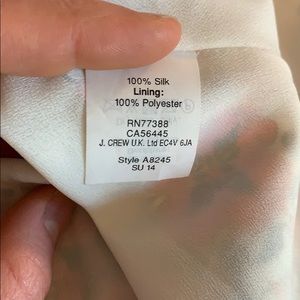 100% Silk
Lining:
100% Polyester
RN77388
CA56445
J. CREW U.K. Ltd EC4V 6JA
Style A8245
SU 14